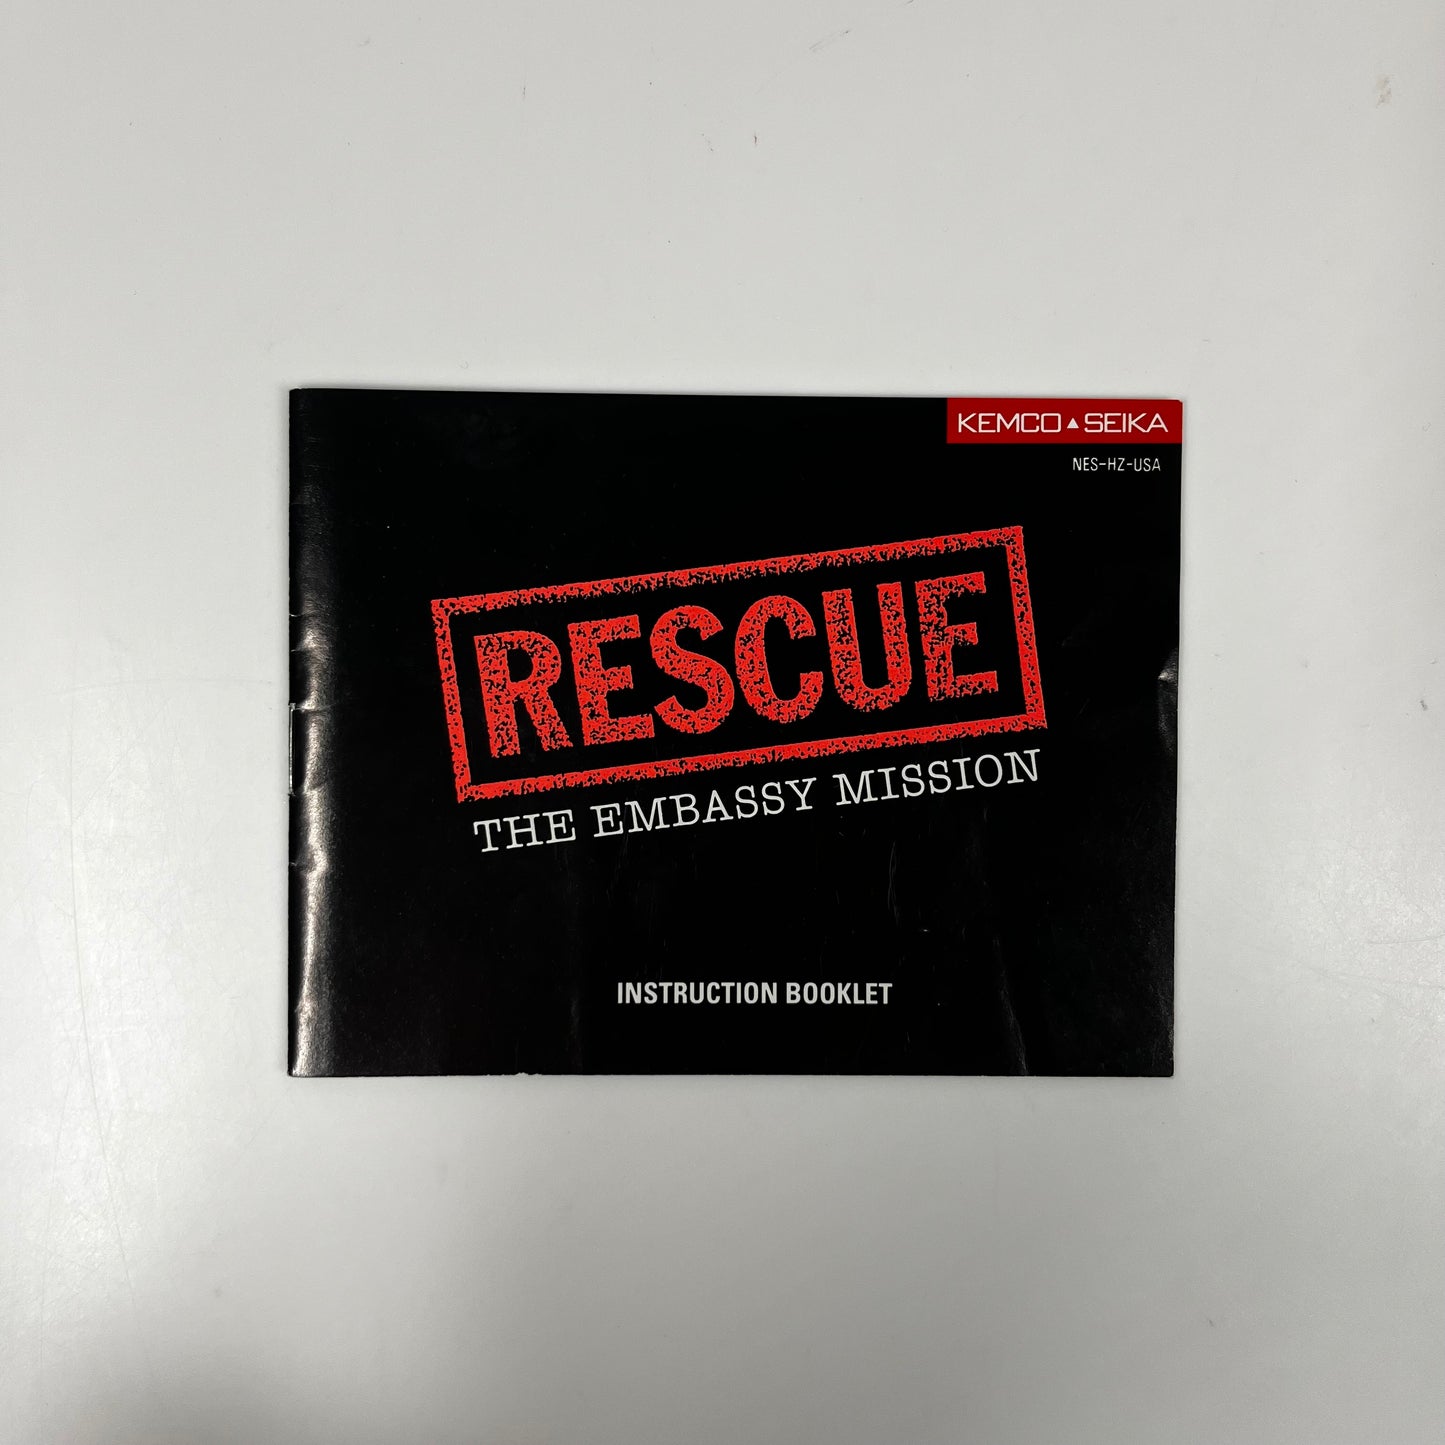 KEMCO▲SEIKA
NES-HZ-USA
RESCUE
THE EMBASSY MISSION
INSTRUCTION BOOKLET